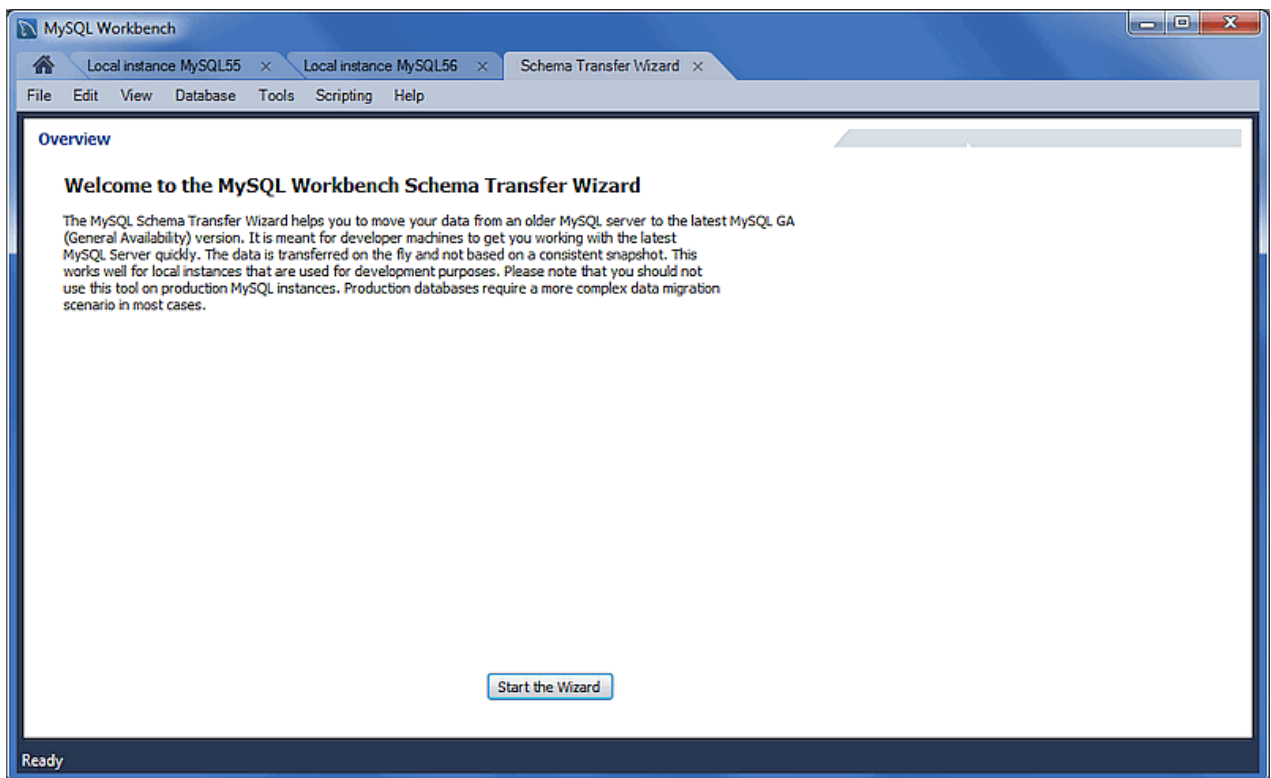 MySQL Workbench
Local instance MySQL55 × Local instance MySQL56 × Schema Transfer Wizard ×
File Edit View Database Tools Scripting Help
Overview
Welcome to the MySQL Workbench Schema Transfer Wizard
The MySQL Schema Transfer Wizard helps you to move your data from an older MySQL server to the latest MySQL GA
(General Availability) version. It is meant for developer machines to get you working with the latest
MySQL Server quickly. The data is transferred on the fly and not based on a consistent snapshot. This
works well for local instances that are used for development purposes. Please note that you should not
use this tool on production MySQL instances. Production databases require a more complex data migration
scenario in most cases.
Start the Wizard
Ready